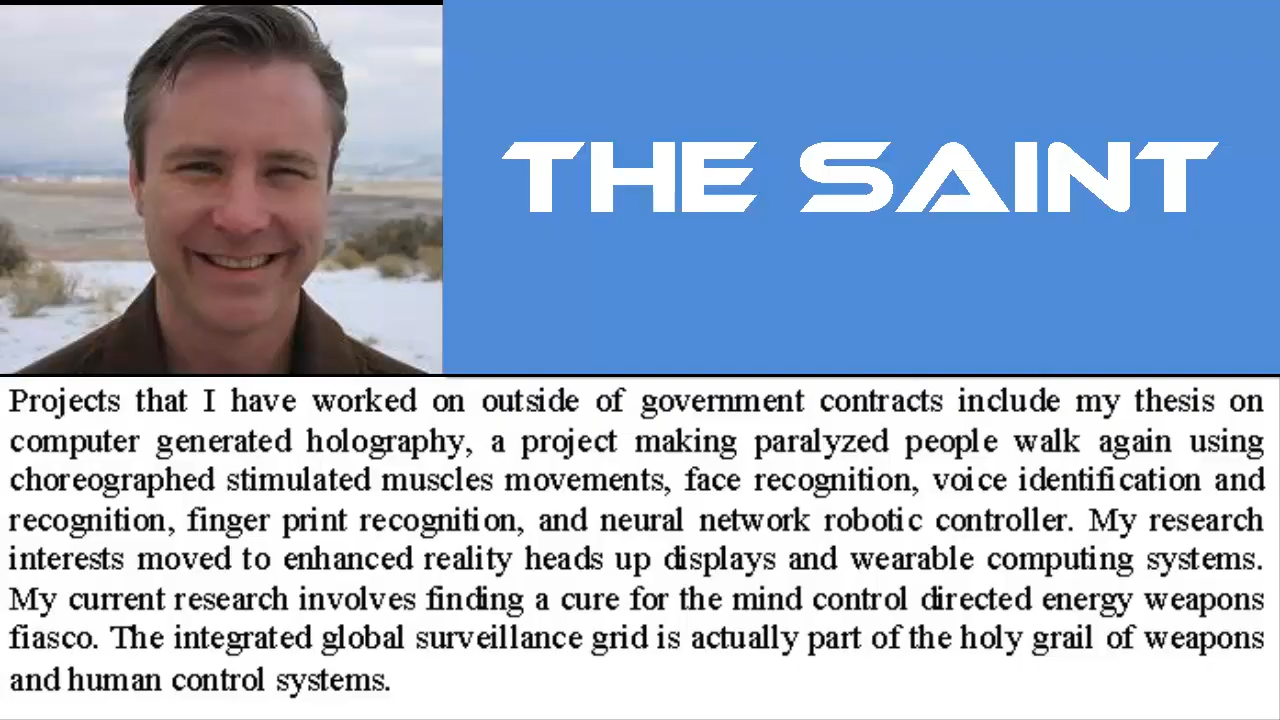 THE SAINT
Projects that I have worked on outside of government contracts include my thesis on
computer generated holography, a project making paralyzed people walk again using
choreographed stimulated muscles movements, face recognition, voice identification and
recognition, finger print recognition, and neural network robotic controller. My research
interests moved to enhanced reality heads up displays and wearable computing systems.
My current research involves finding a cure for the mind control directed energy weapons
fiasco. The integrated global surveillance grid is actually part of the holy grail of weapons
and human control systems.